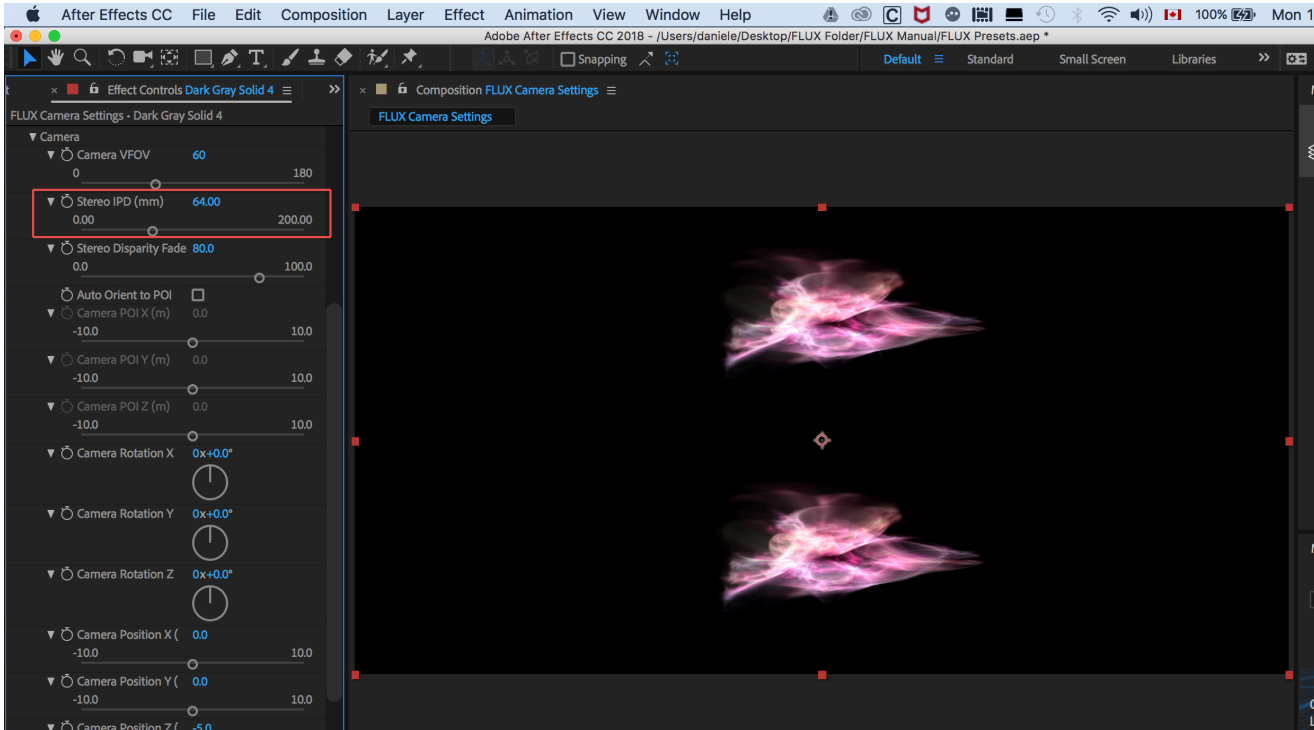 After Effects CC File Edit Composition Layer Effect Animation View Window Help 100% Mon 1
Adobe After Effects CC 2018 - /Users/daniele/Desktop/FLUX Folder/FLUX Manual/FLUX Presets.aep *
Snapping Default Standard Small Screen Libraries
Effect Controls Dark Gray Solid 4
Composition FLUX Camera Settings
FLUX Camera Settings • Dark Gray Solid 4
FLUX Camera Settings
Camera
Camera VFOV 60
0 180
Stereo IPD (mm) 64.00
0.00 200.00
Stereo Disparity Fade 80.0
0.0 100.0
Auto Orient to POI
Camera POI X (m) 0.0
-10.0 10.0
Camera POI Y (m) 0.0
-10.0 10.0
Camera POI Z (m) 0.0
-10.0 10.0
Camera Rotation X 0x+0.0°
Camera Rotation Y 0x+0.0°
Camera Rotation Z 0x+0.0°
Camera Position X ( 0.0
-10.0 10.0
Camera Position Y ( 0.0
-10.0 10.0
Camera Position Z ( -5.0